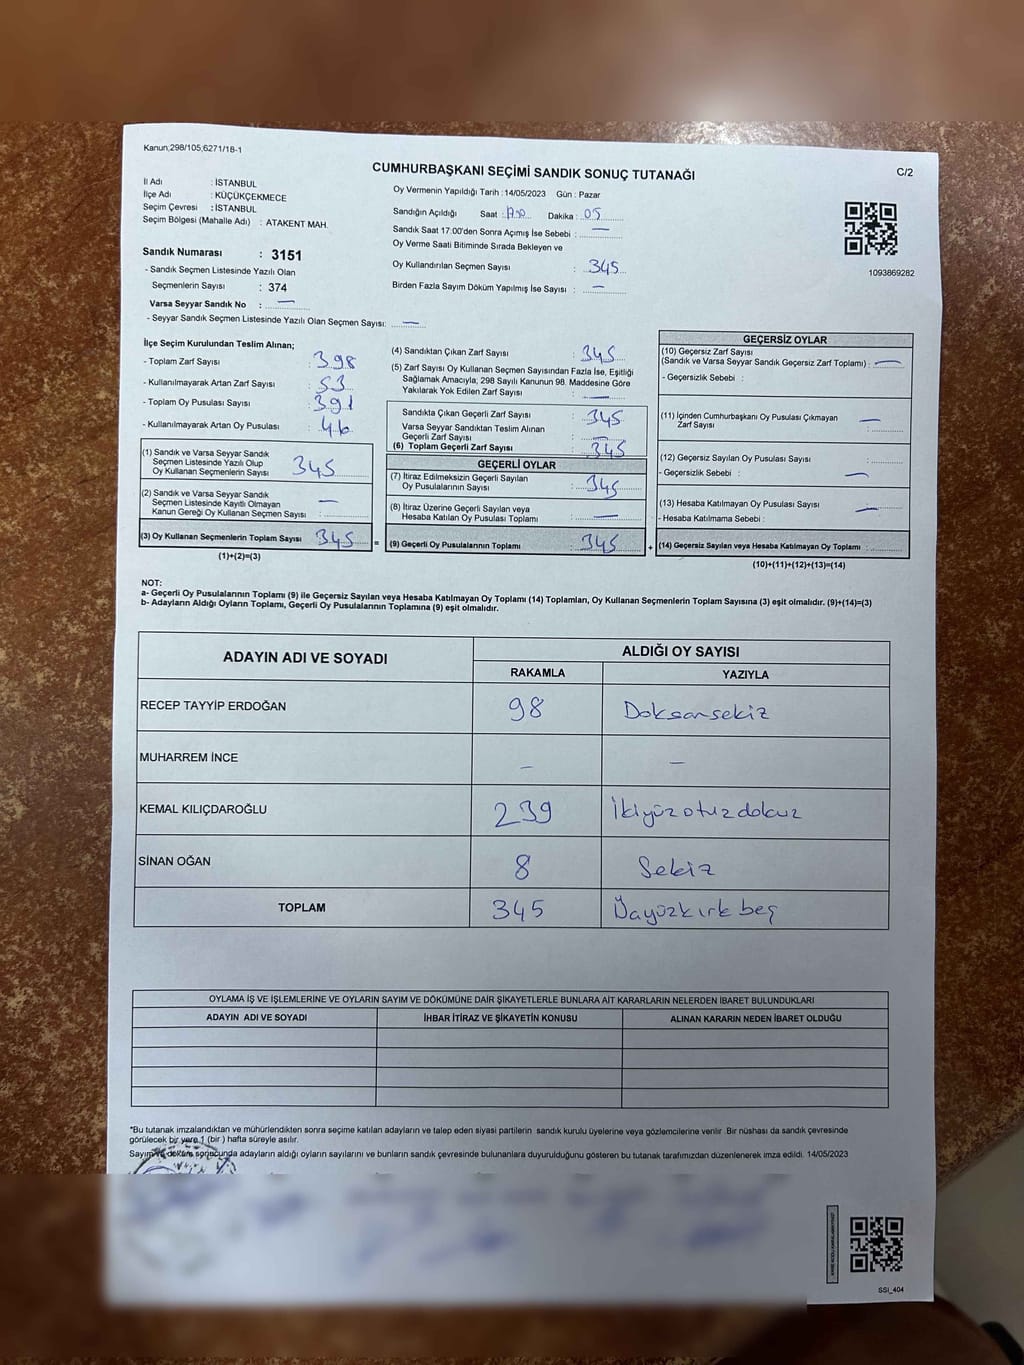 Kanun;298/105;6271/18-1
CUMHURBAŞKANI SEÇİMİ SANDIK SONUÇ TUTANAĞI
C/2
İl Adı : İSTANBUL
İlçe Adı : KÜÇÜKÇEKMECE
Seçim Çevresi : İSTANBUL
Seçim Bölgesi (Mahalle Adı) : ATAKENT MAH.
Oy Vermenin Yapıldığı Tarih : 14/05/2023 Gün : Pazar
Sandığın Açıldığı Saat : Dakika : 05
Sandık Saat 17.00'den Sonra Açımış İse Sebebi : —
Oy Verme Saati Bitiminde Sırada Bekleyen ve
Oy Kullandırılan Seçmen Sayısı : 345
Birden Fazla Sayım Döküm Yapılmış İse Sayısı : —
1093869282
Sandık Numarası : 3151
- Sandık Seçmen Listesinde Yazılı Olan
Seçmenlerin Sayısı : 374
Varsa Seyyar Sandık No : —
- Seyyar Sandık Seçmen Listesinde Yazılı Olan Seçmen Sayısı: —
İlçe Seçim Kurulundan Teslim Alınan;
- Toplam Zarf Sayısı : 398
- Kullanılmayarak Artan Zarf Sayısı : 53
- Toplam Oy Pusulası Sayısı : 391
- Kullanılmayarak Artan Oy Pusulası : 46
(1) Sandık ve Varsa Seyyar Sandık
Seçmen Listesinde Yazılı Olup
Oy Kullanan Seçmenlerin Sayısı 345
(2) Sandık ve Varsa Seyyar Sandık
Seçmen Listesinde Kayıtlı Olmayan
Kanun Gereği Oy Kullanan Seçmen Sayısı : —
(3) Oy Kullanan Seçmenlerin Toplam Sayısı 345 =
(1)+(2)=(3)
(4) Sandıktan Çıkan Zarf Sayısı : 345
(5) Zarf Sayısı Oy Kullanan Seçmen Sayısından Fazla İse, Eşitliği
Sağlamak Amacıyla; 298 Sayılı Kanunun 98. Maddesine Göre
Yakılarak Yok Edilen Zarf Sayısı : —
Sandıkta Çıkan Geçerli Zarf Sayısı : 345
Varsa Seyyar Sandıktan Teslim Alınan
Geçerli Zarf Sayısı : —
(6) Toplam Geçerli Zarf Sayısı : 345
GEÇERLİ OYLAR
(7) İtiraz Edilmeksizin Geçerli Sayılan
Oy Pusulalarının Sayısı : 345
(8) İtiraz Üzerine Geçerli Sayılan veya
Hesaba Katılan Oy Pusulası Toplamı : —
(9) Geçerli Oy Pusulalarının Toplamı : 345 +
GEÇERSİZ OYLAR
(10) Geçersiz Zarf Sayısı
(Sandık ve Varsa Seyyar Sandık Geçersiz Zarf Toplamı) : —
- Geçersizlik Sebebi :
(11) İçinden Cumhurbaşkanı Oy Pusulası Çıkmayan —
Zarf Sayısı :
(12) Geçersiz Sayılan Oy Pusulası Sayısı :
- Geçersizlik Sebebi : —
(13) Hesaba Katılmayan Oy Pusulası Sayısı : —
- Hesaba Katılmama Sebebi :
(14) Geçersiz Sayılan veya Hesaba Katılmayan Oy Toplamı :
(10)+(11)+(12)+(13)=(14)
NOT:
a- Geçerli Oy Pusulalarının Toplamı (9) ile Geçersiz Sayılan veya Hesaba Katılmayan Oy Toplamı (14) Toplamları, Oy Kullanan Seçmenlerin Toplam Sayısına (3) eşit olmalıdır. (9)+(14)=(3)
b- Adayların Aldığı Oyların Toplamı, Geçerli Oy Pusulalarının Toplamına (9) eşit olmalıdır.
ADAYIN ADI VE SOYADI ALDIĞI OY SAYISI
RAKAMLA YAZIYLA
RECEP TAYYİP ERDOĞAN 98 Doksansekiz
MUHARREM İNCE – –
KEMAL KILIÇDAROĞLU 239 İkiyüzotuzdokuz
SİNAN OĞAN 8 Sekiz
TOPLAM 345 Üçyüzkırkbeş
OYLAMA İŞ VE İŞLEMLERİNE VE OYLARIN SAYIM VE DÖKÜMÜNE DAİR ŞİKAYETLERLE BUNLARA AİT KARARLARIN NELERDEN İBARET BULUNDUKLARI
ADAYIN ADI VE SOYADI İHBAR İTİRAZ VE ŞİKAYETİN KONUSU ALINAN KARARIN NEDEN İBARET OLDUĞU
*Bu tutanak imzalandıktan ve mühürlendikten sonra seçime katılan adayların ve talep eden siyasi partilerin sandık kurulu üyelerine veya gözlemcilerine verilir. Bir nüshası da sandık çevresinde
görülecek bir yere 1 (bir) hafta süreyle asılır.
Sayım ve döküm sonucunda adayların aldığı oyların sayılarını ve bunların sandık çevresinde bulunanlara duyurulduğunu gösteren bu tutanak tarafımızdan düzenlenerek imza edildi. 14/05/2023
SSI_404